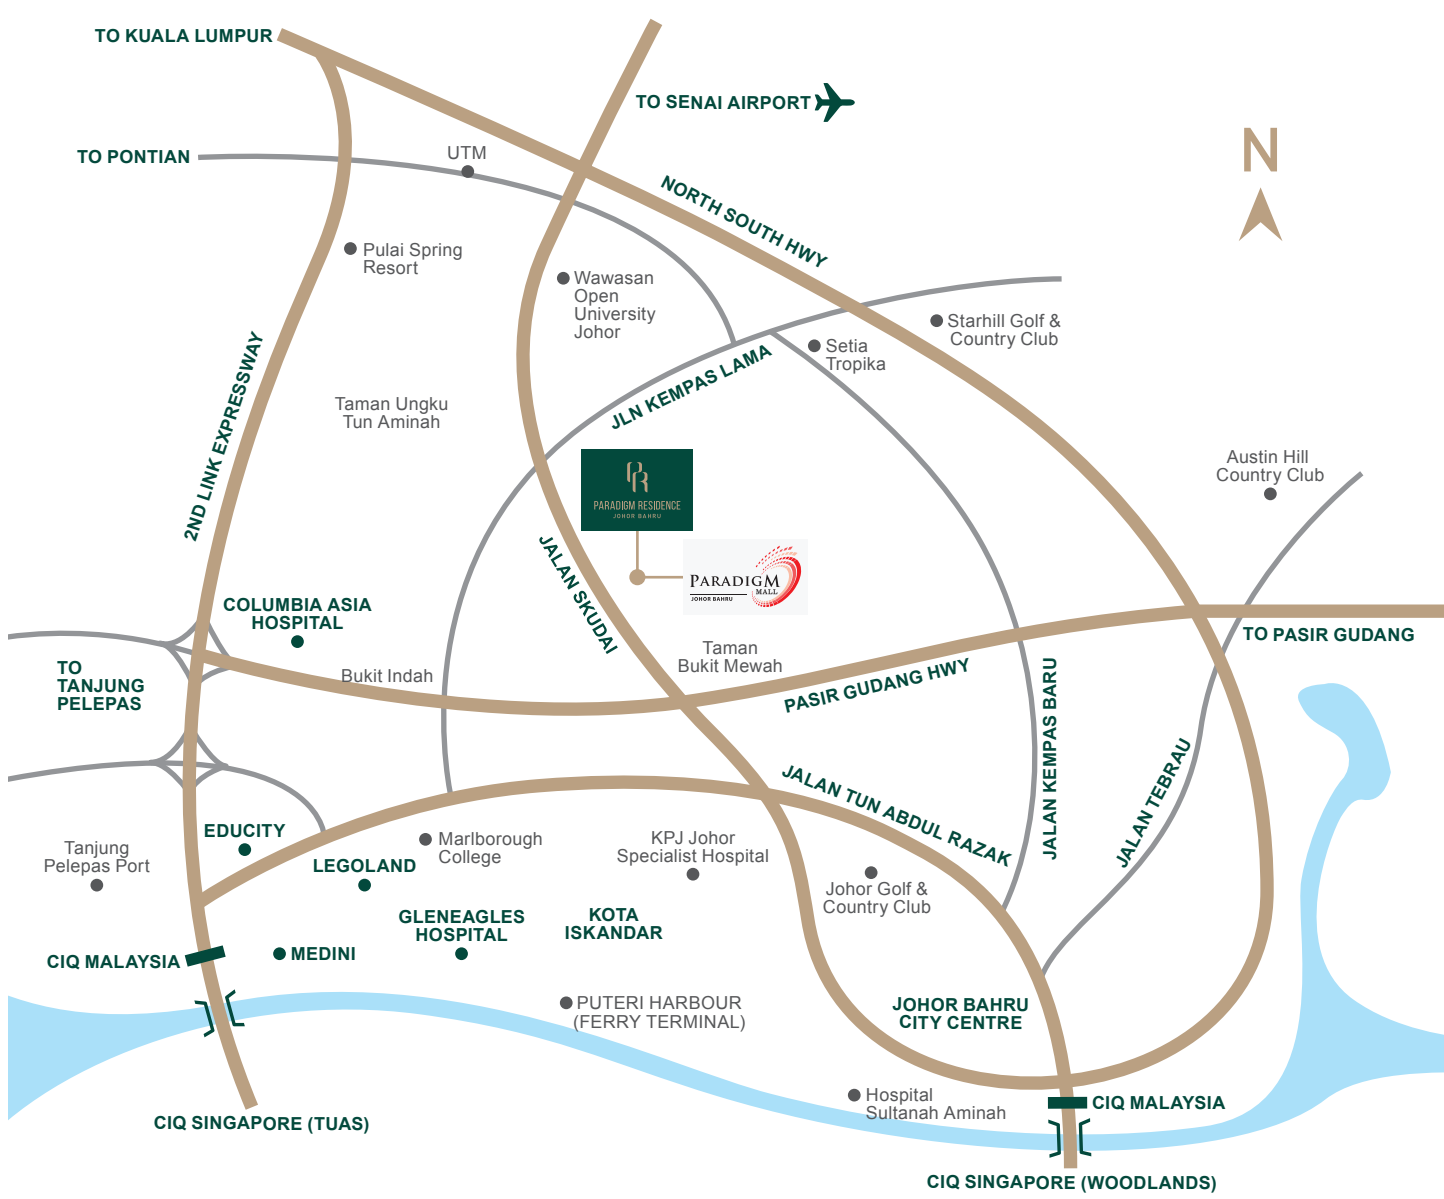 TO KUALA LUMPUR
TO SENAI AIRPORT
N
TO PONTIAN
UTM
NORTH SOUTH HWY
Pulai Spring
Resort
Wawasan
Open
University
Johor
Starhill Golf &
Country Club
Setia
Tropika
JLN KEMPAS LAMA
2ND LINK EXPRESSWAY
Taman Ungku
Tun Aminah
Austin Hill
Country Club
PR
PARADIGM RESIDENCE
JOHOR BAHRU
JALAN SKUDAI
PARADIGM
MALL
JOHOR BAHRU
COLUMBIA ASIA
HOSPITAL
TO PASIR GUDANG
Taman
Bukit Mewah
TO
TANJUNG
PELEPAS
Bukit Indah
PASIR GUDANG HWY
JALAN KEMPAS BARU
JALAN TEBRAU
JALAN TUN ABDUL RAZAK
EDUCITY
Tanjung
Pelepas Port
Marlborough
College
KPJ Johor
Specialist Hospital
LEGOLAND
Johor Golf &
Country Club
GLENEAGLES
HOSPITAL
KOTA
ISKANDAR
CIQ MALAYSIA
MEDINI
PUTERI HARBOUR
(FERRY TERMINAL)
JOHOR BAHRU
CITY CENTRE
Hospital
Sultanah Aminah
CIQ MALAYSIA
CIQ SINGAPORE (TUAS)
CIQ SINGAPORE (WOODLANDS)